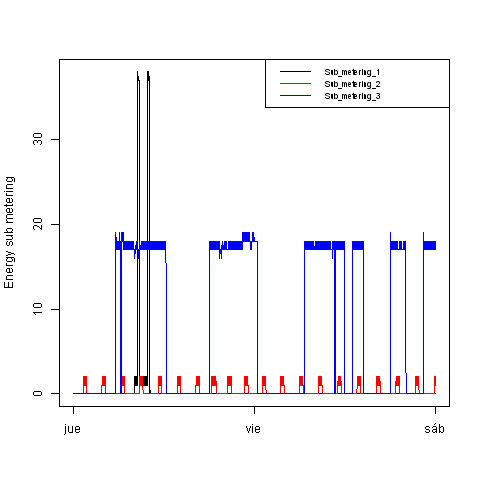 Sub_metering_1
Sub_metering_2
Sub_metering_3
Energy sub metering
30
20
10
0
jue
vie
sáb